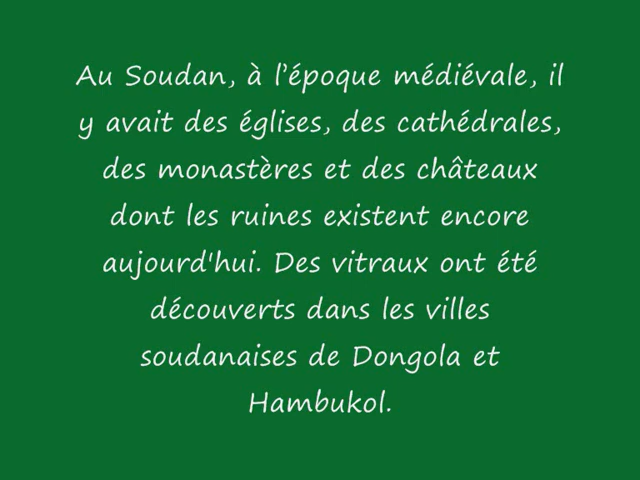 Au Soudan, à l’époque médiévale, il
y avait des églises, des cathédrales,
des monastères et des châteaux
dont les ruines existent encore
aujourd'hui. Des vitraux ont été
découverts dans les villes
soudanaises de Dongola et
Hambukol.